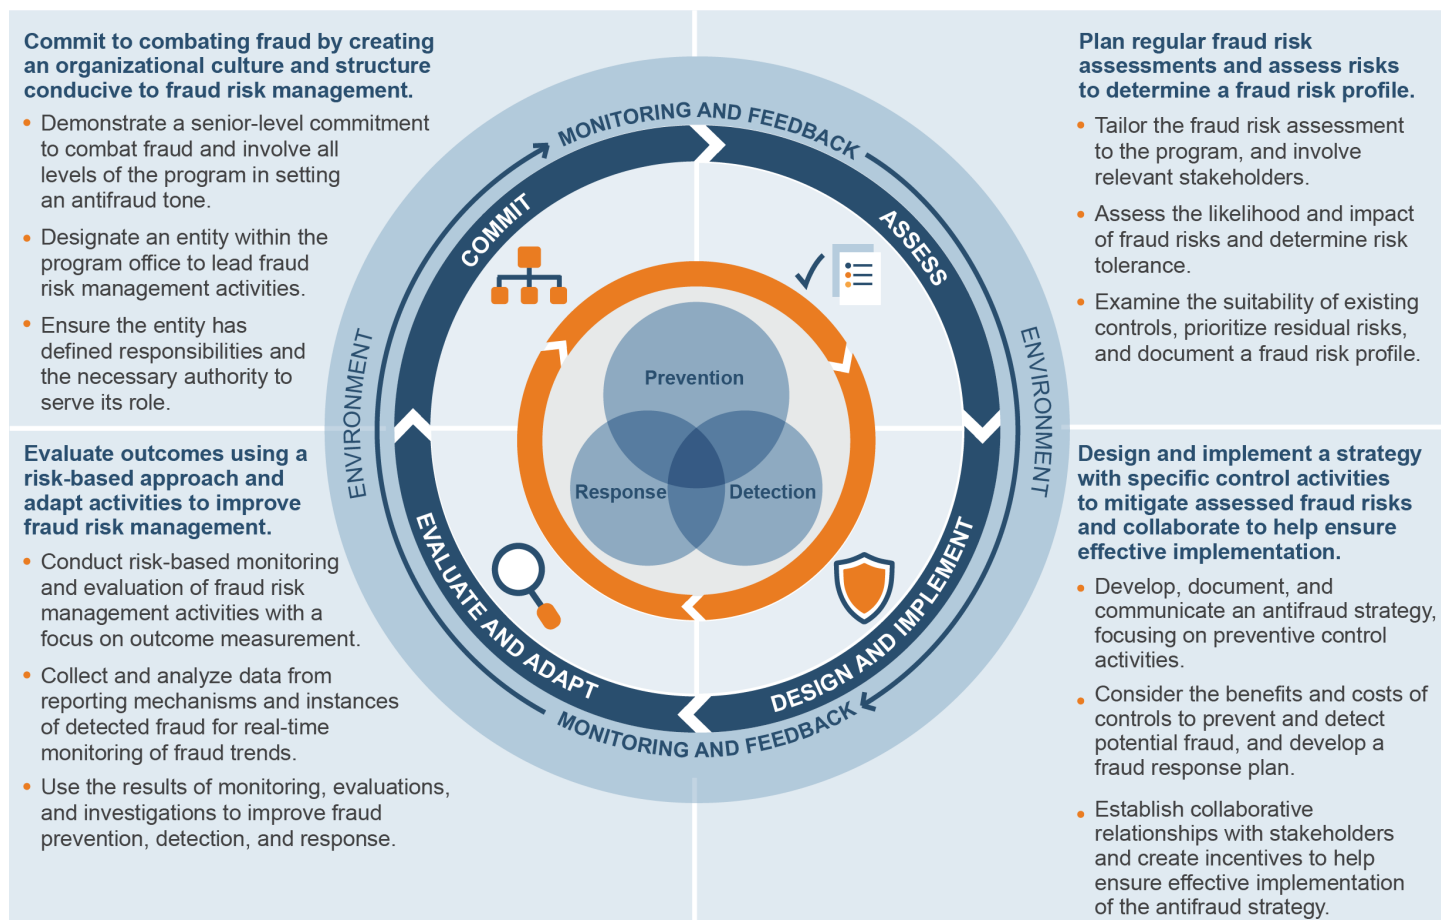 Commit to combating fraud by creating
an organizational culture and structure
conducive to fraud risk management.
• Demonstrate a senior-level commitment
to combat fraud and involve all
levels of the program in setting
an antifraud tone.
• Designate an entity within the
program office to lead fraud
risk management activities.
• Ensure the entity has
defined responsibilities and
the necessary authority to
serve its role.
Plan regular fraud risk
assessments and assess risks
to determine a fraud risk profile.
• Tailor the fraud risk assessment
to the program, and involve
relevant stakeholders.
• Assess the likelihood and impact
of fraud risks and determine risk
tolerance.
• Examine the suitability of existing
controls, prioritize residual risks,
and document a fraud risk profile.
MONITORING AND FEEDBACK
COMMIT
ASSESS
ENVIRONMENT
ENVIRONMENT
Prevention
Response
Detection
EVALUATE AND ADAPT
DESIGN AND IMPLEMENT
MONITORING AND FEEDBACK
Evaluate outcomes using a
risk-based approach and
adapt activities to improve
fraud risk management.
• Conduct risk-based monitoring
and evaluation of fraud risk
management activities with a
focus on outcome measurement.
• Collect and analyze data from
reporting mechanisms and instances
of detected fraud for real-time
monitoring of fraud trends.
• Use the results of monitoring, evaluations,
and investigations to improve fraud
prevention, detection, and response.
Design and implement a strategy
with specific control activities
to mitigate assessed fraud risks
and collaborate to help ensure
effective implementation.
• Develop, document, and
communicate an antifraud strategy,
focusing on preventive control
activities.
• Consider the benefits and costs of
controls to prevent and detect
potential fraud, and develop a
fraud response plan.
• Establish collaborative
relationships with stakeholders
and create incentives to help
ensure effective implementation
of the antifraud strategy.